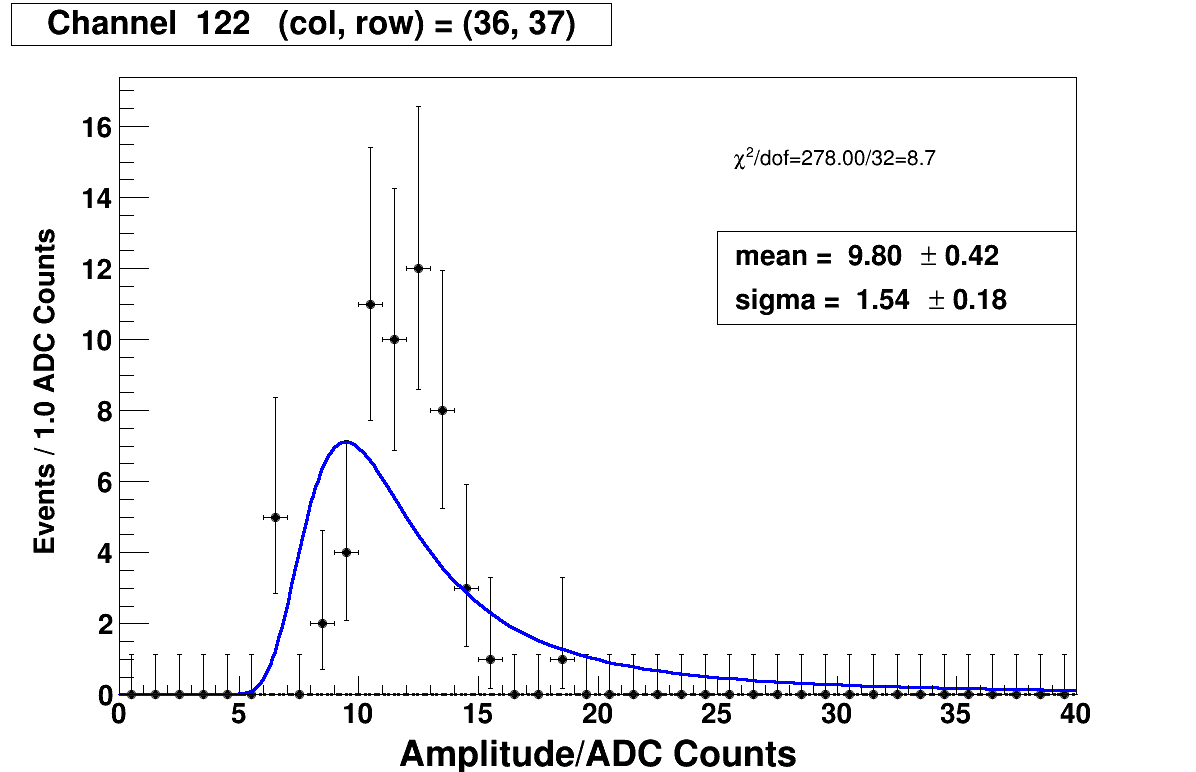 Channel 122 (col, row) = (36, 37)
χ²/dof=278.00/32=8.7
mean = 9.80 ± 0.42
sigma = 1.54 ± 0.18
Events / 1.0 ADC Counts
16
14
12
10
8
6
4
2
0
0 5 10 15 20 25 30 35 40
Amplitude/ADC Counts